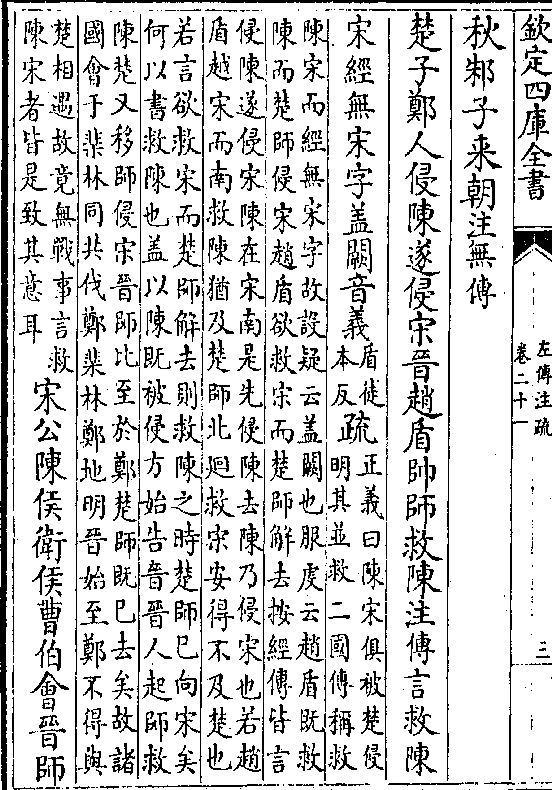 欽定四庫全書
左傳注疏
卷二十一
三
秋邾子來朝注無傳
楚子鄭人侵陳遂侵宋晉趙盾帥師救陳注傳言救陳
宋經無宋字蓋闕音義盾徒本反疏正義曰陳宋俱被楚侵
明其並救二國傳稱救
陳宋而經無宋字故設疑云蓋闕也服虔云趙盾既救
陳而楚師侵宋趙盾欲救宋而楚師解去按經傳皆言
侵陳遂侵宋陳在宋南是先侵陳去陳乃侵宋也若趙
盾越宋而南救陳猶及楚師北迴救宋安得不及楚也
若言欲救宋而楚師解去則救陳之時楚師已向宋矣
何以書救陳也蓋以陳既被侵方始告晉晉人起師救
陳楚又移師侵宋晉師比至於鄭楚師既已去矣故諸
國會于棐林同共伐鄭棐林鄭地明晉始至鄭不得與
楚相遇故竟無戰事言救
陳宋者皆是致其意耳
宋公陳侯衛侯曹伯會晉師